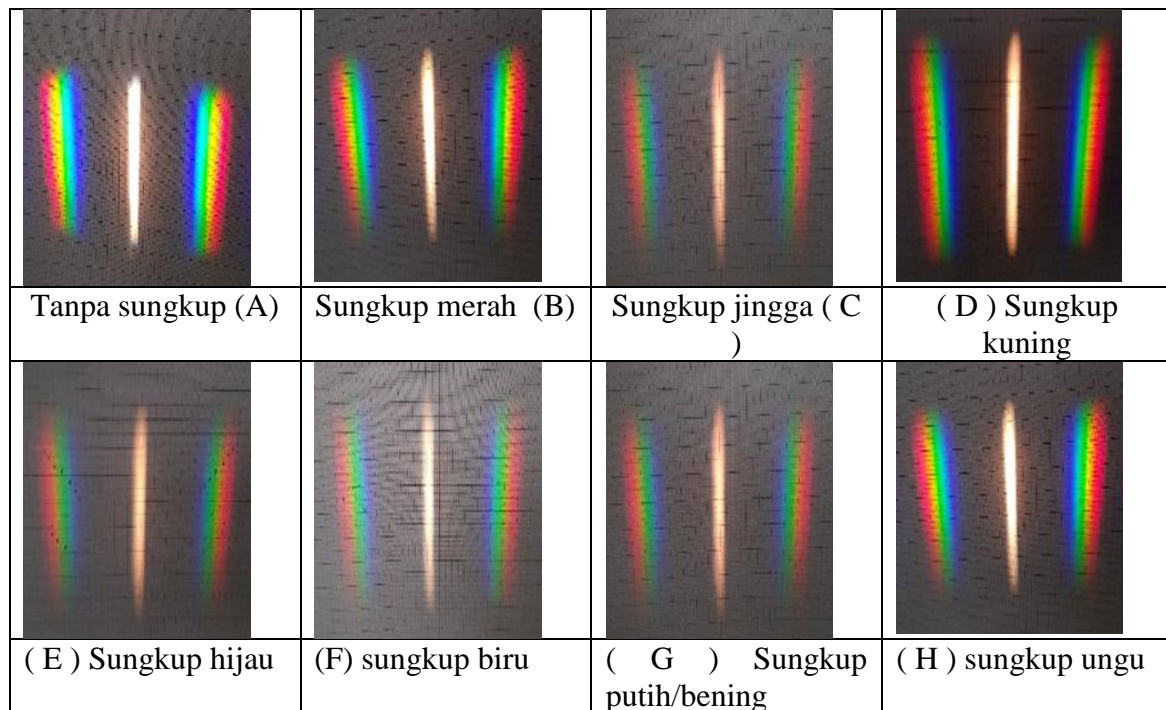 Tanpa sungkup (A)
Sungkup merah (B)
Sungkup jingga ( C
)
( D ) Sungkup
kuning
( E ) Sungkup hijau
(F) sungkup biru
( G ) Sungkup
putih/bening
( H ) sungkup ungu